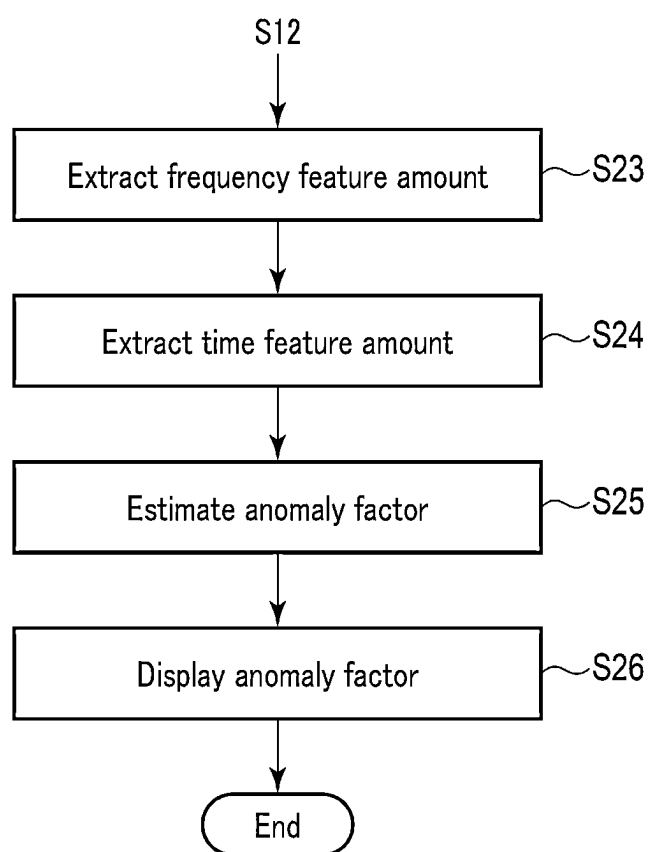 S12
Extract frequency feature amount
S23
Extract time feature amount
S24
Estimate anomaly factor
S25
Display anomaly factor
S26
End